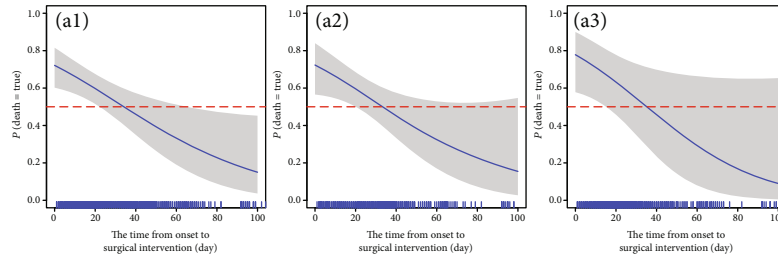 (a1)
1.0
0.8
0.6
0.4
0.2
0.0
P (death = true)
0 20 40 60 80 100
The time from onset to
surgical intervention (day)
(a2)
1.0
0.8
0.6
0.4
0.2
0.0
P (death = true)
0 20 40 60 80 100
The time from onset to
surgical intervention (day)
(a3)
1.0
0.8
0.6
0.4
0.2
0.0
P (death = true)
0 20 40 60 80 100
The time from onset to
surgical intervention (day)